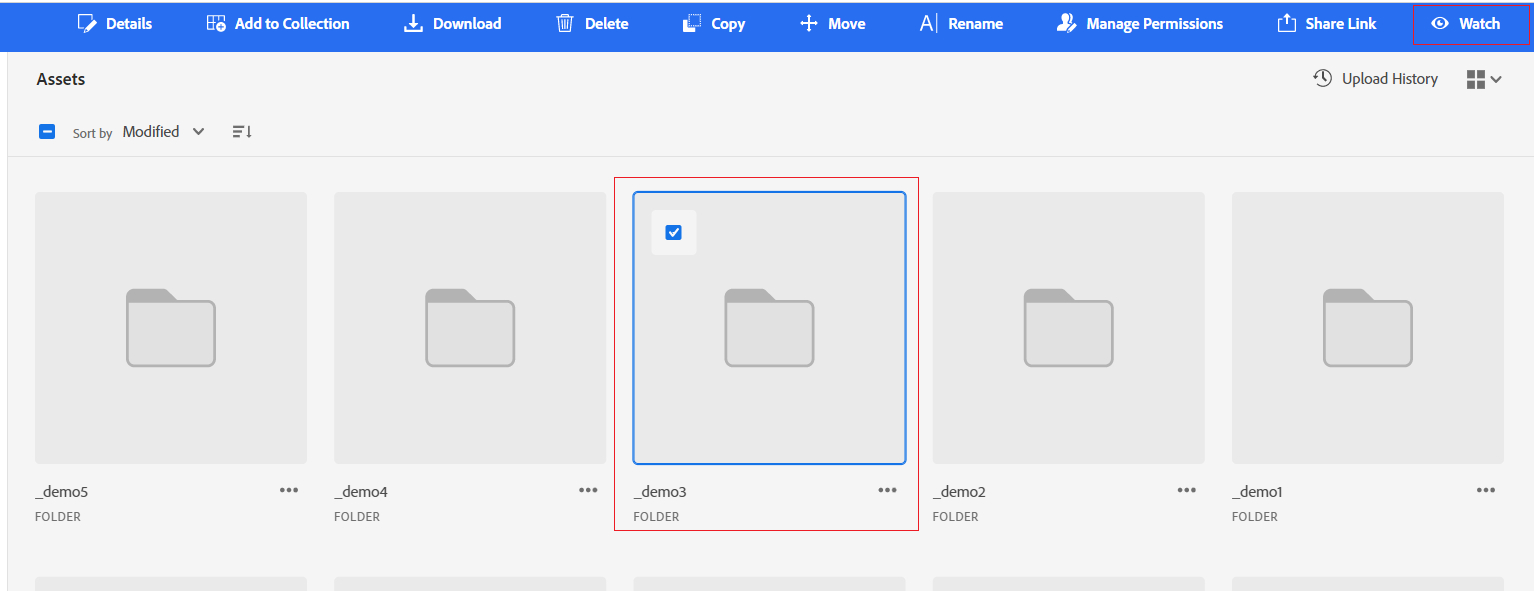 Details Add to Collection Download Delete Copy Move Rename Manage Permissions Share Link Watch
Assets Upload History
Sort by Modified
_demo5 _demo4 _demo3 _demo2 _demo1
FOLDER FOLDER FOLDER FOLDER FOLDER